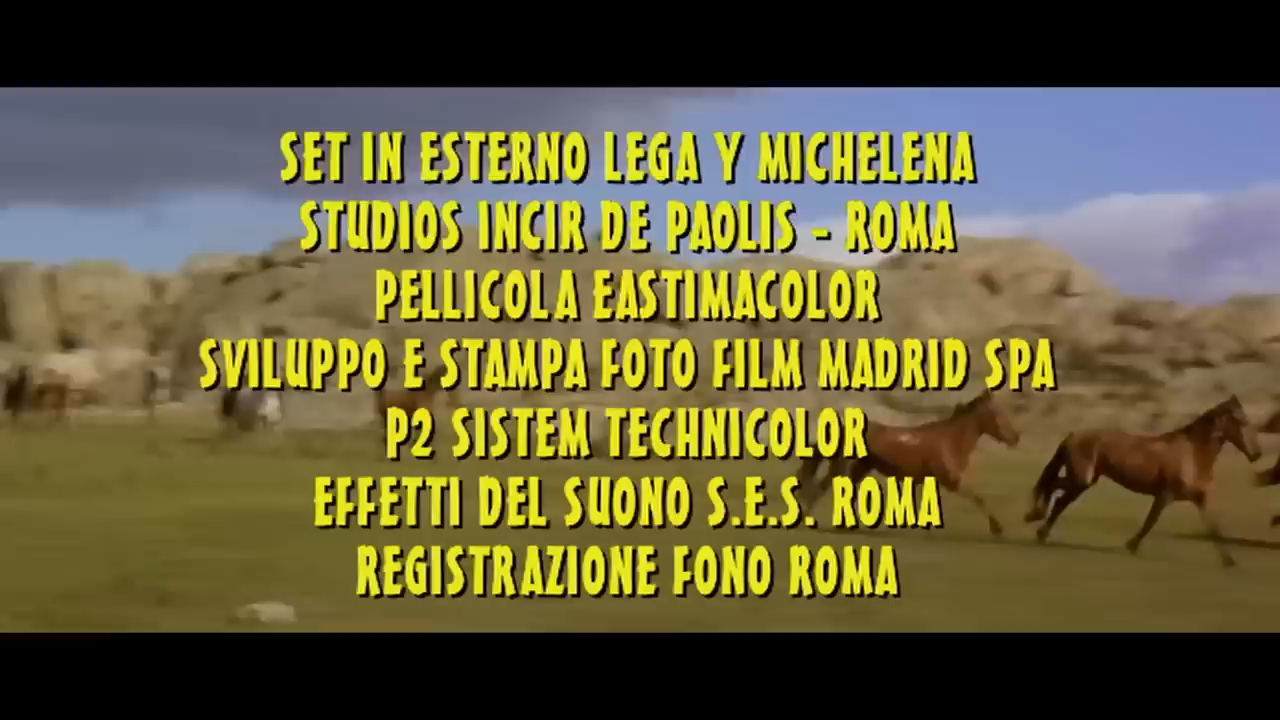 SET IN ESTERNO LEGA Y MICHELENA
STUDIOS INCIR DE PAOLIS - ROMA
PELLICOLA EASTIMACOLOR
SVILUPPO E STAMPA FOTO FILM MADRID SPA
P2 SISTEM TECHNICOLOR
EFFETTI DEL SUONO S.E.S. ROMA
REGISTRAZIONE FONO ROMA